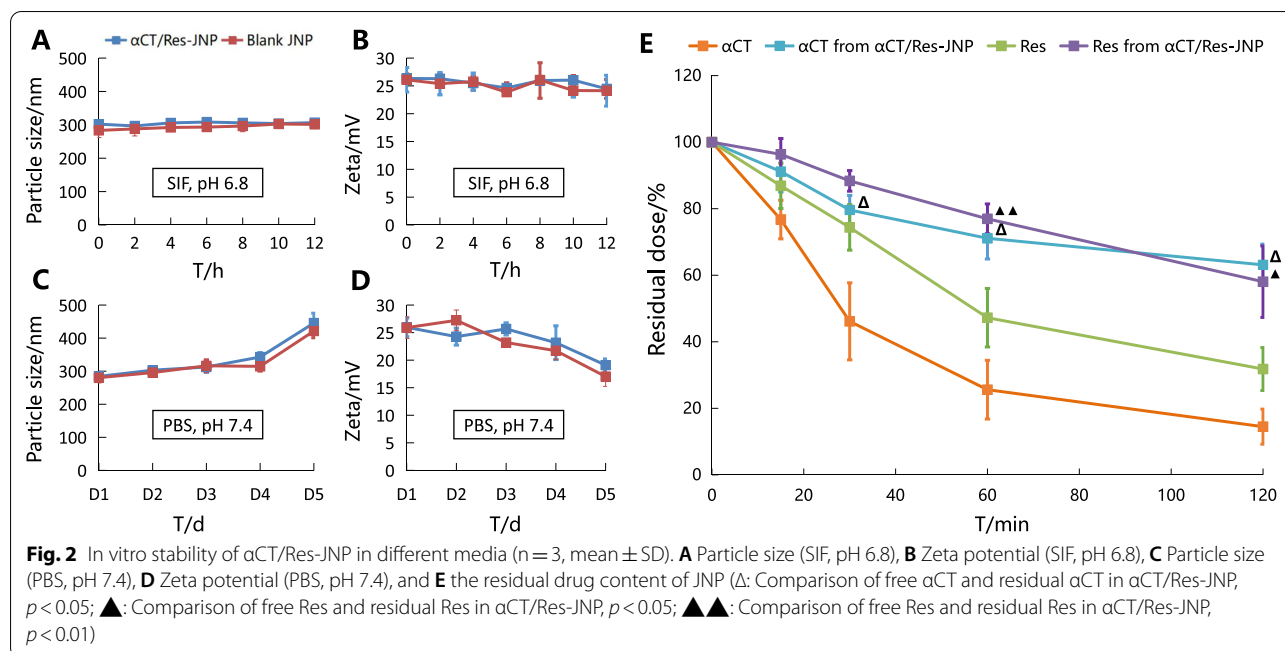 A
αCT/Res-JNP
Blank JNP
500
400
300
200
100
0
Particle size/nm
SIF, pH 6.8
0 2 4 6 8 10 12
T/h
B
30
25
20
15
10
5
0
Zeta/mV
SIF, pH 6.8
0 2 4 6 8 10 12
T/h
C
500
400
300
200
100
0
Particle size/nm
PBS, pH 7.4
D1 D2 D3 D4 D5
T/d
D
30
25
20
15
10
5
0
Zeta/mV
PBS, pH 7.4
D1 D2 D3 D4 D5
T/d
E
αCT
αCT from αCT/Res-JNP
Res
Res from αCT/Res-JNP
120
100
80
60
40
20
0
Residual dose/%
Δ
▲▲
Δ
Δ
▲
0 20 40 60 80 100 120
T/min
Fig. 2 In vitro stability of αCT/Res-JNP in different media (n = 3, mean ± SD). A Particle size (SIF, pH 6.8), B Zeta potential (SIF, pH 6.8), C Particle size
(PBS, pH 7.4), D Zeta potential (PBS, pH 7.4), and E the residual drug content of JNP (Δ: Comparison of free αCT and residual αCT in αCT/Res-JNP,
p < 0.05; ▲: Comparison of free Res and residual Res in αCT/Res-JNP, p < 0.05; ▲▲: Comparison of free Res and residual Res in αCT/Res-JNP,
p < 0.01)